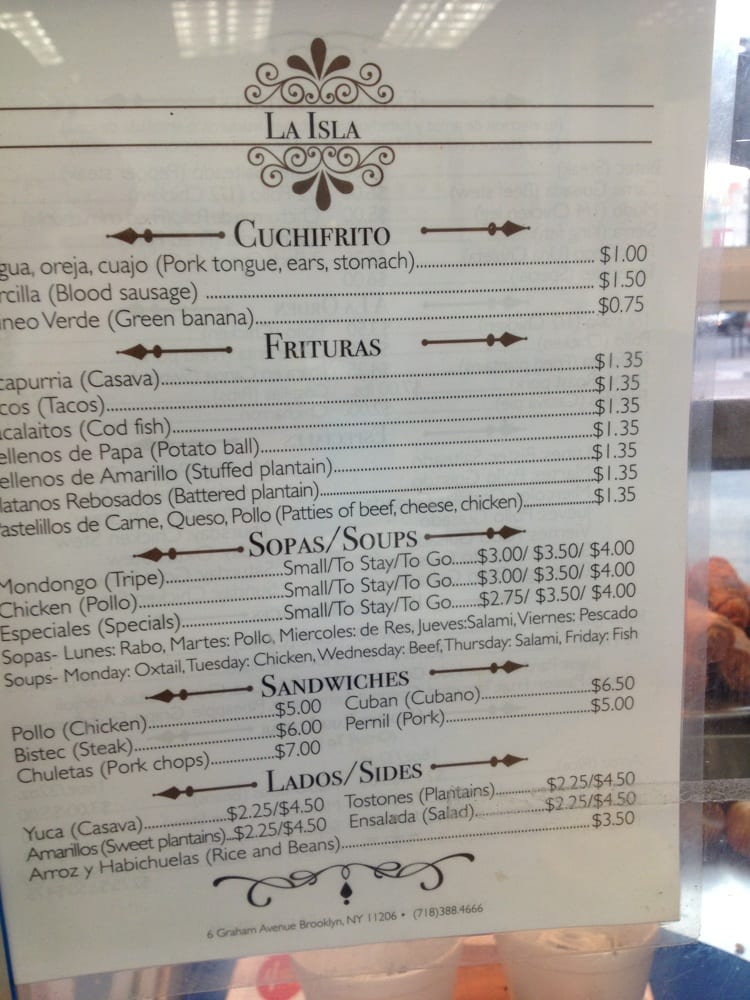 LA ISLA
CUCHIFRITO
gua, oreja, cuajo (Pork tongue, ears, stomach) $1.00
rcilla (Blood sausage) $1.50
ineo Verde (Green banana) $0.75
FRITURAS
capurria (Casava) $1.35
cos (Tacos) $1.35
acalaitos (Cod fish) $1.35
ellenos de Papa (Potato ball) $1.35
ellenos de Amarillo (Stuffed plantain) $1.35
latanos Rebosados (Battered plantain) $1.35
astelillos de Carne, Queso, Pollo (Patties of beef, cheese, chicken) $1.35
SOPAS/SOUPS
Mondongo (Tripe) Small/To Stay/To Go $3.00/ $3.50/ $4.00
Chicken (Pollo) Small/To Stay/To Go $3.00/ $3.50/ $4.00
Especiales (Specials) Small/To Stay/To Go $2.75/ $3.50/ $4.00
Sopas- Lunes: Rabo, Martes: Pollo, Miercoles: de Res, Jueves:Salami, Viernes: Pescado
Soups- Monday: Oxtail, Tuesday: Chicken, Wednesday: Beef, Thursday: Salami, Friday: Fish
SANDWICHES
Pollo (Chicken) $5.00 Cuban (Cubano) $6.50
Bistec (Steak) $6.00 Pernil (Pork) $5.00
Chuletas (Pork chops) $7.00
LADOS/SIDES
Yuca (Casava) $2.25/$4.50 Tostones (Plantains) $2.25/$4.50
Amarillos (Sweet plantains) $2.25/$4.50 Ensalada (Salad) $2.25/$4.50
Arroz y Habichuelas (Rice and Beans) $3.50
6 Graham Avenue Brooklyn, NY 11206 • (718)388.4666